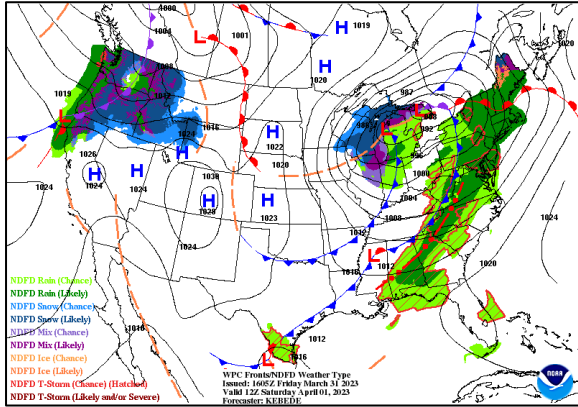 1000
1004
1008
1012
1019
L
1001
H
1019
H
1020
987
988
992
996
1000
1004
1008
1012
1016
1020
1024
1016
H
1022
1020
H
1023
H
1026
1024
H
1024
H
1030
1028
1024
1024
1016
L
1012
1020
1024
1012
L
1016
NDFD Rain (Chance)
NDFD Rain (Likely)
NDFD Snow (Chance)
NDFD Snow (Likely)
NDFD Mix (Chance)
NDFD Mix (Likely)
NDFD Ice (Chance)
NDFD Ice (Likely)
NDFD T-Storm (Chance) (Hatched)
NDFD T-Storm (Likely and/or Severe)
WPC Fronts/NDFD Weather Type
Issued: 1605Z Friday March 31 2023
Valid 12Z Saturday April 01, 2023
Forecaster: KEBEDE
NOAA